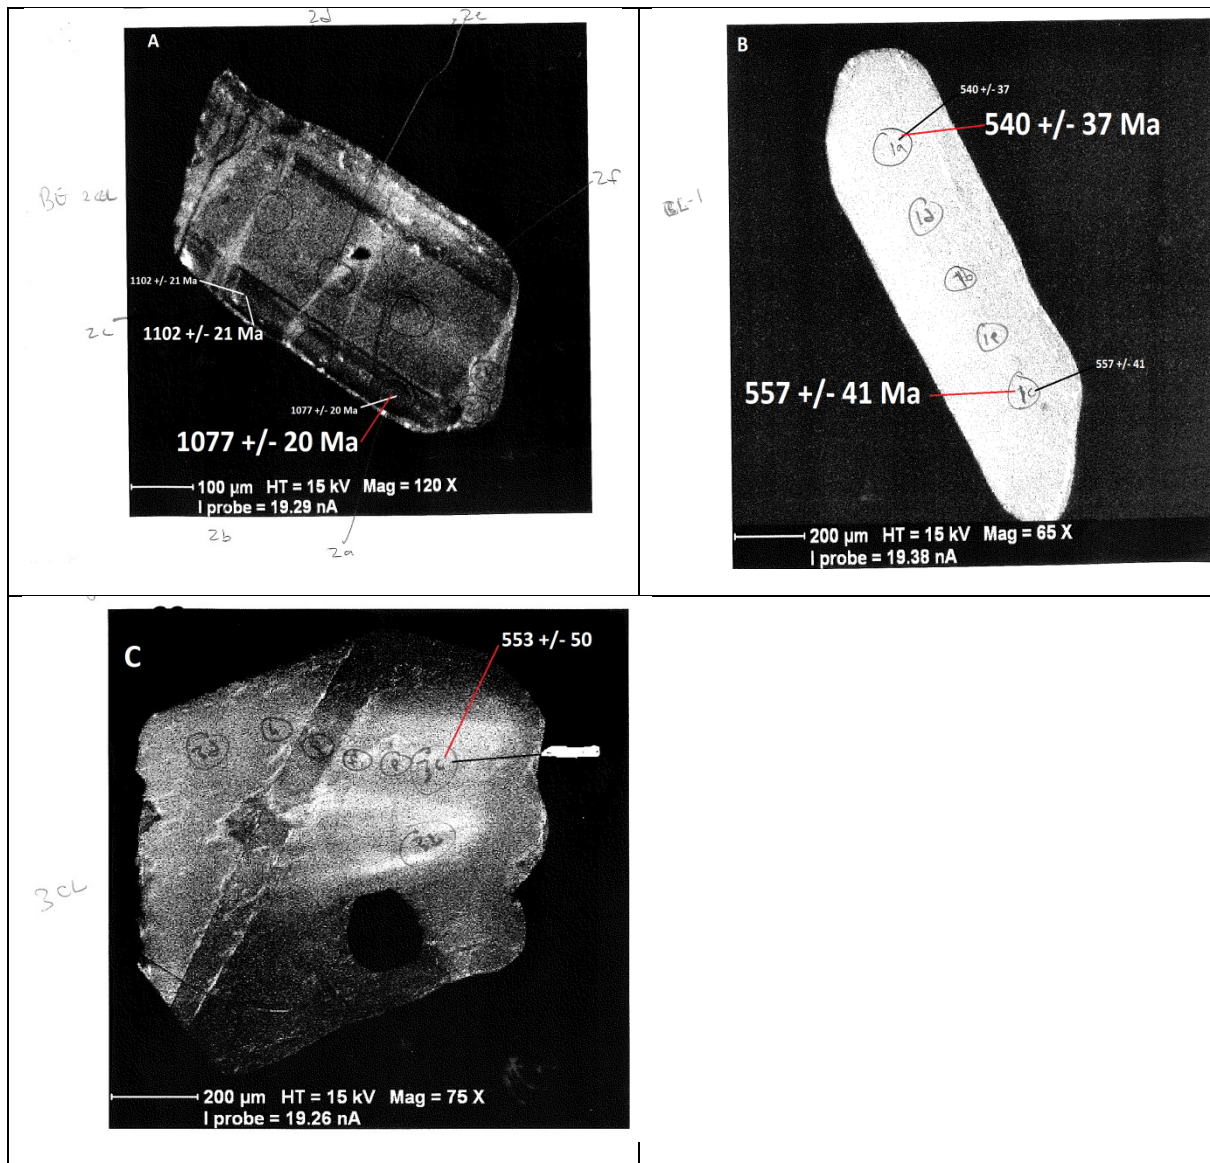 2d
2e
A
BE 2CL
2f
1102 +/- 21 Ma
1102 +/- 21 Ma
2c
1077 +/- 20 Ma
1077 +/- 20 Ma
100 µm HT = 15 kV Mag = 120 X
I probe = 19.29 nA
2b
2a
B
540 +/- 37
540 +/- 37 Ma
1a
1d
1b
1e
1c
557 +/- 41
557 +/- 41 Ma
200 µm HT = 15 kV Mag = 65 X
I probe = 19.38 nA
C
553 +/- 50
3d
3c
3CL
200 µm HT = 15 kV Mag = 75 X
I probe = 19.26 nA